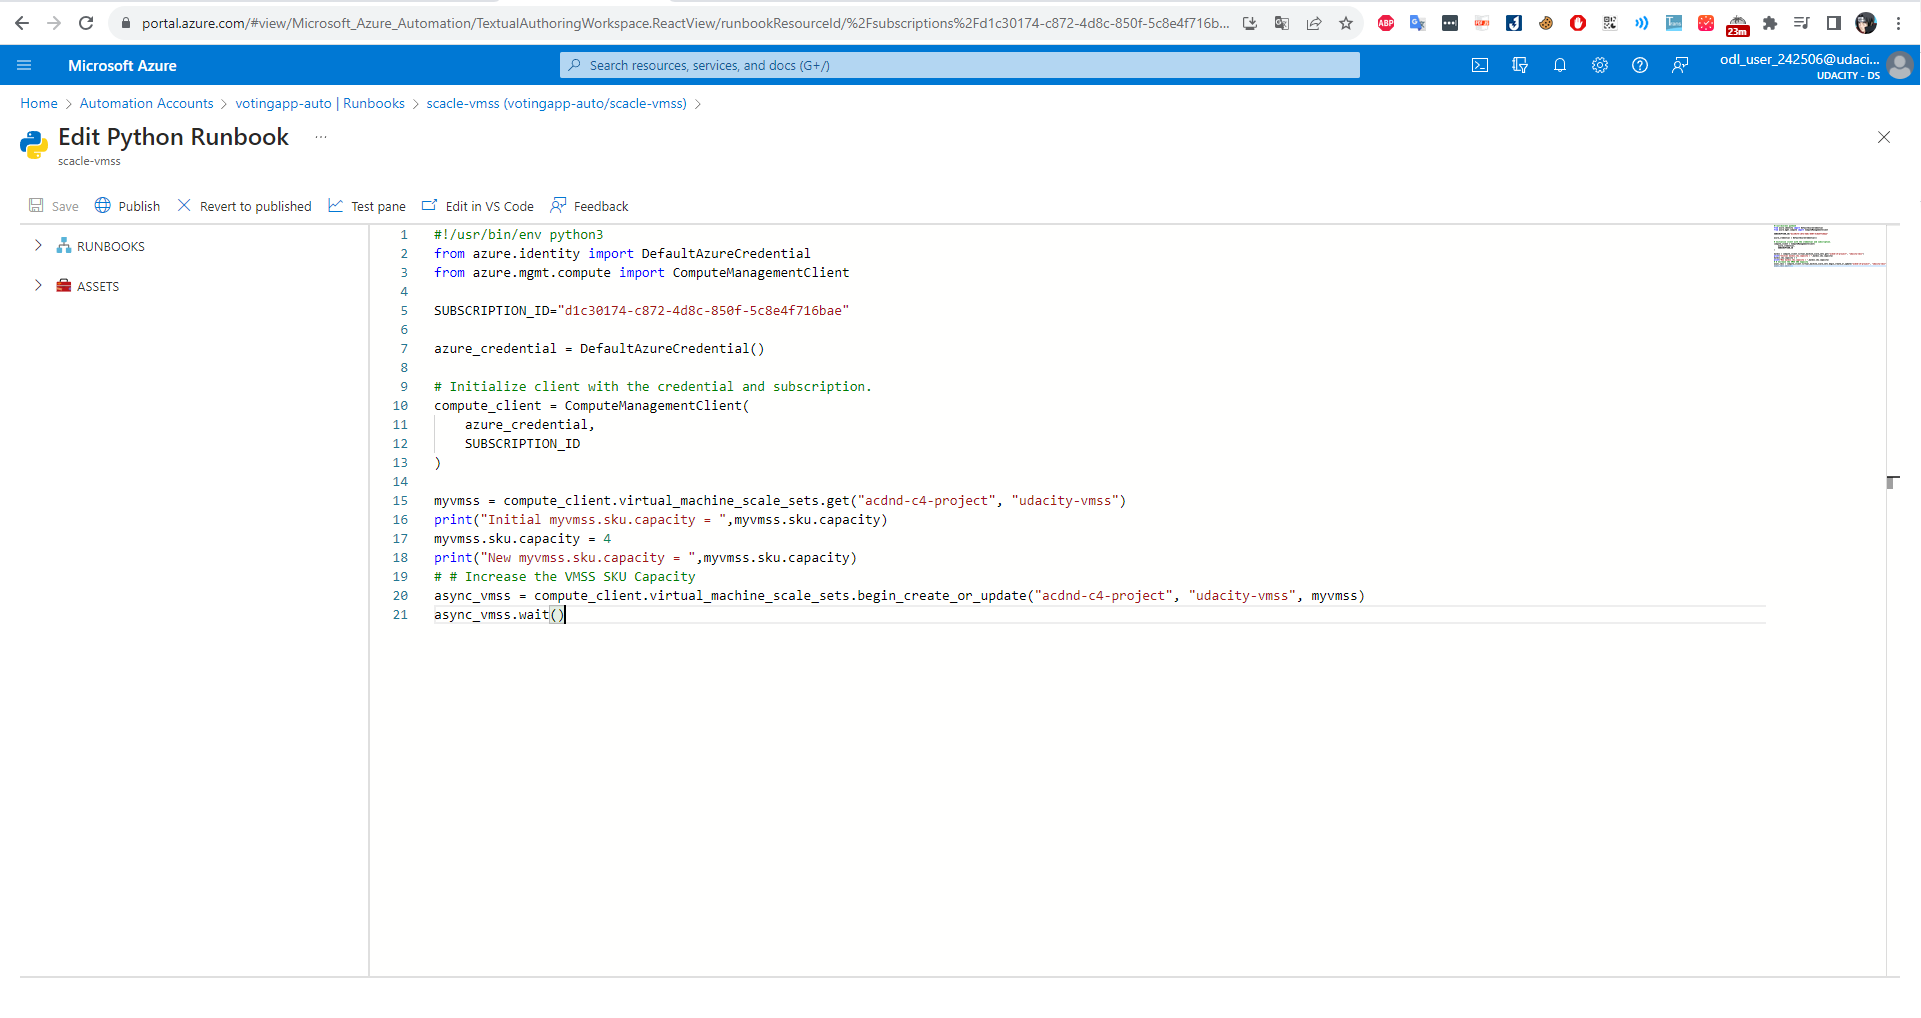 portal.azure.com/#view/Microsoft_Azure_Automation/TextualAuthoringWorkspace.ReactView/runbookResourceId/%2Fsubscriptions%2Fd1c30174-c872-4d8c-850f-5c8e4f716b...
ABP
23m
Microsoft Azure
Search resources, services, and docs (G+/)
odl_user_242506@udaci...
UDACITY - DS
Home > Automation Accounts > votingapp-auto | Runbooks > scacle-vmss (votingapp-auto/scacle-vmss) >
Edit Python Runbook ...
scacle-vmss
Save Publish Revert to published Test pane Edit in VS Code Feedback
RUNBOOKS
ASSETS
1 #!/usr/bin/env python3
2 from azure.identity import DefaultAzureCredential
3 from azure.mgmt.compute import ComputeManagementClient
4
5 SUBSCRIPTION_ID="d1c30174-c872-4d8c-850f-5c8e4f716bae"
6
7 azure_credential = DefaultAzureCredential()
8
9 # Initialize client with the credential and subscription.
10 compute_client = ComputeManagementClient(
11     azure_credential,
12     SUBSCRIPTION_ID
13 )
14
15 myvmss = compute_client.virtual_machine_scale_sets.get("acdnd-c4-project", "udacity-vmss")
16 print("Initial myvmss.sku.capacity = ",myvmss.sku.capacity)
17 myvmss.sku.capacity = 4
18 print("New myvmss.sku.capacity = ",myvmss.sku.capacity)
19 # # Increase the VMSS SKU Capacity
20 async_vmss = compute_client.virtual_machine_scale_sets.begin_create_or_update("acdnd-c4-project", "udacity-vmss", myvmss)
21 async_vmss.wait()